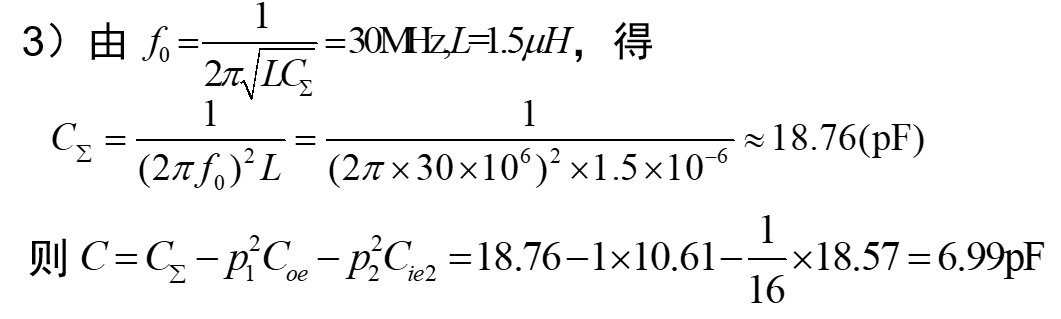 3）由 f₀=1/(2π√(LC_Σ))=30MHz,L=1.5μH，得
C_Σ=1/((2πf₀)²L)=1/((2π×30×10⁶)²×1.5×10⁻⁶)≈18.76(pF)
则 C=C_Σ−p₁²C_oe−p₂²C_ie2=18.76−1×10.61−1/16×18.57=6.99pF